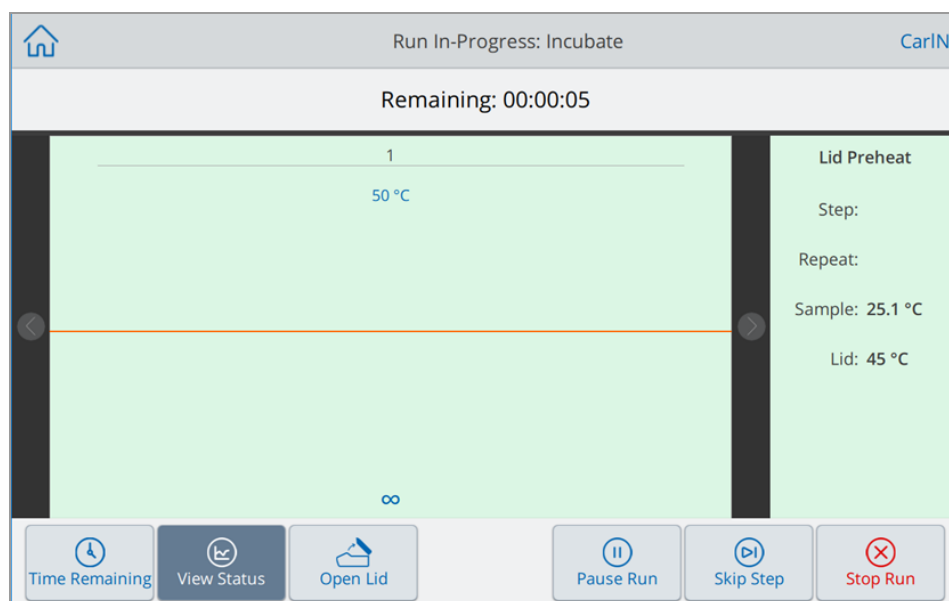 Run In-Progress: Incubate
CarlN
Remaining: 00:00:05
1
50 °C
∞
Lid Preheat
Step:
Repeat:
Sample: 25.1 °C
Lid: 45 °C
Time Remaining
View Status
Open Lid
Pause Run
Skip Step
Stop Run